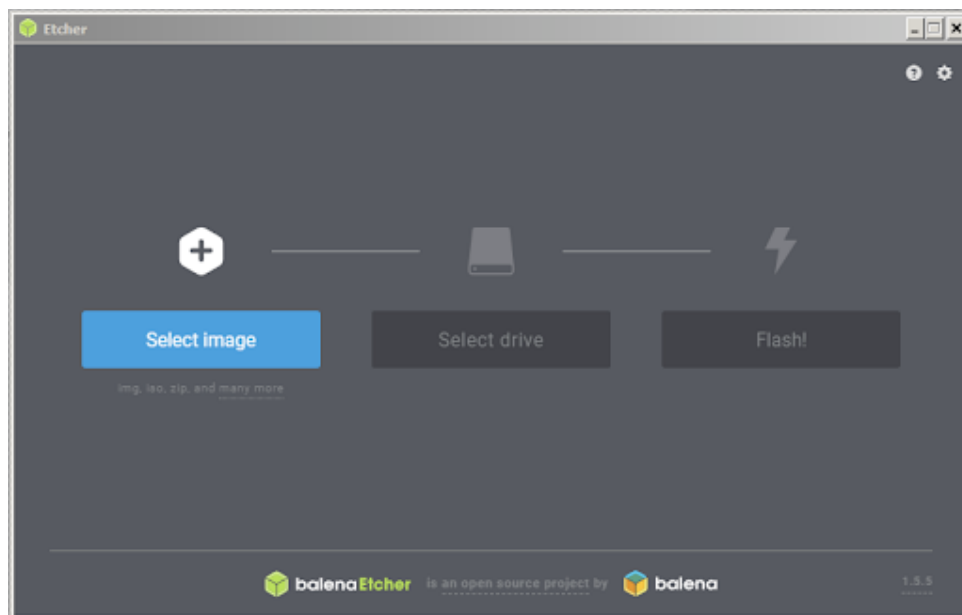 Etcher
Select image
Select drive
Flash!
img, iso, zip, and many more
balenaEtcher is an open source project by balena
1.5.5